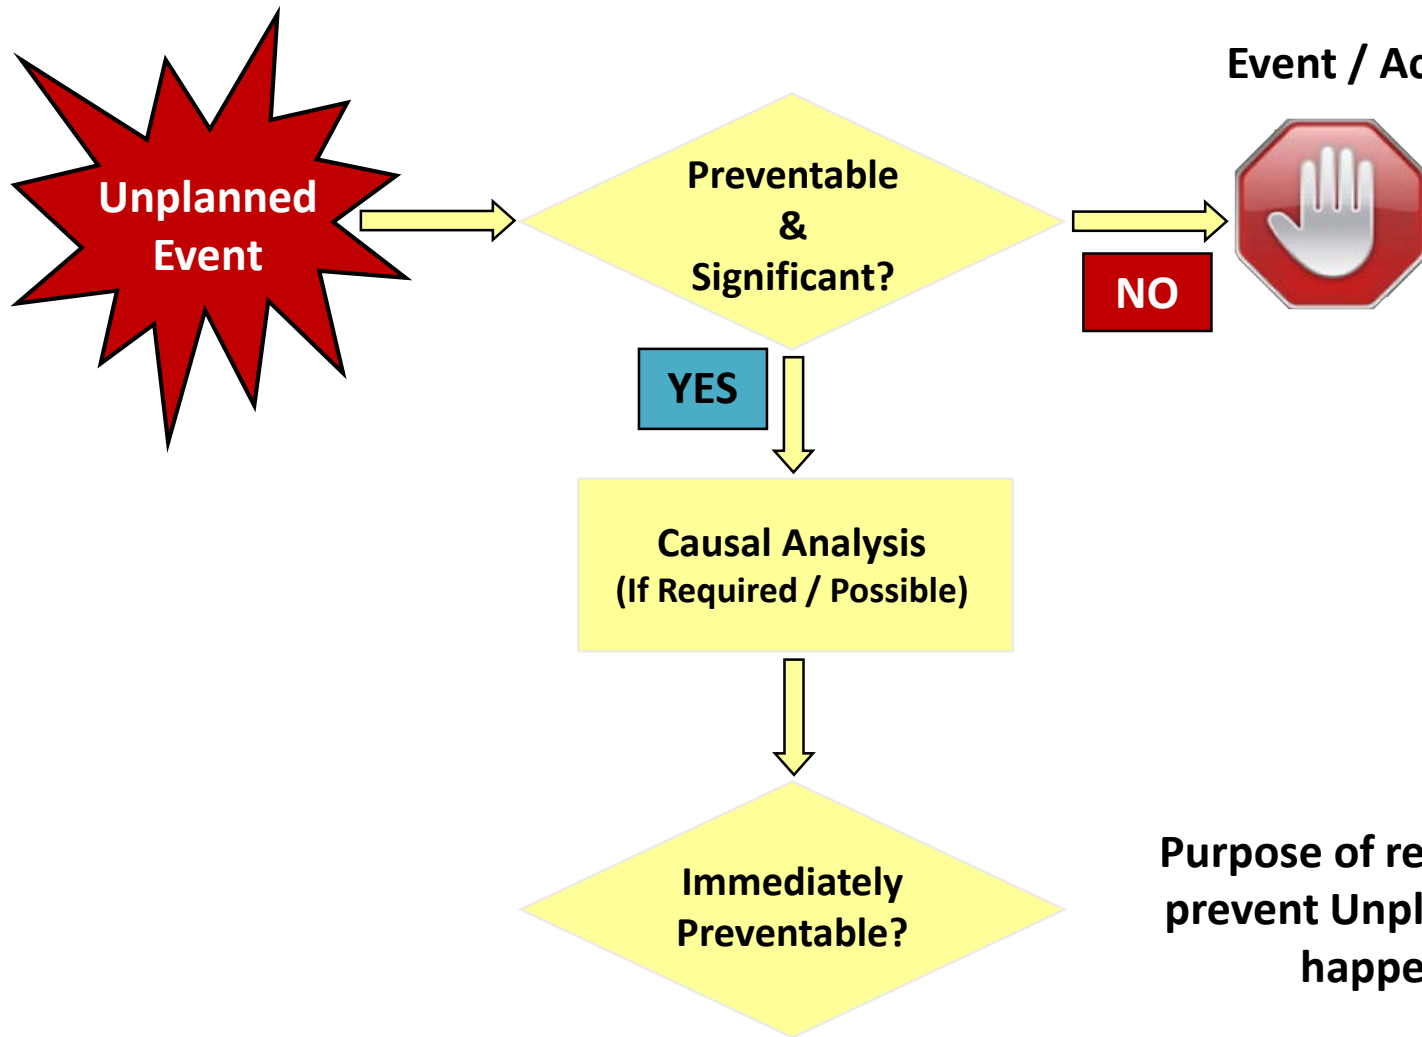 Event / Ac
Unplanned
Event
Preventable
&
Significant?
NO
YES
Causal Analysis
(If Required / Possible)
Immediately
Preventable?
Purpose of re
prevent Unpl
happe